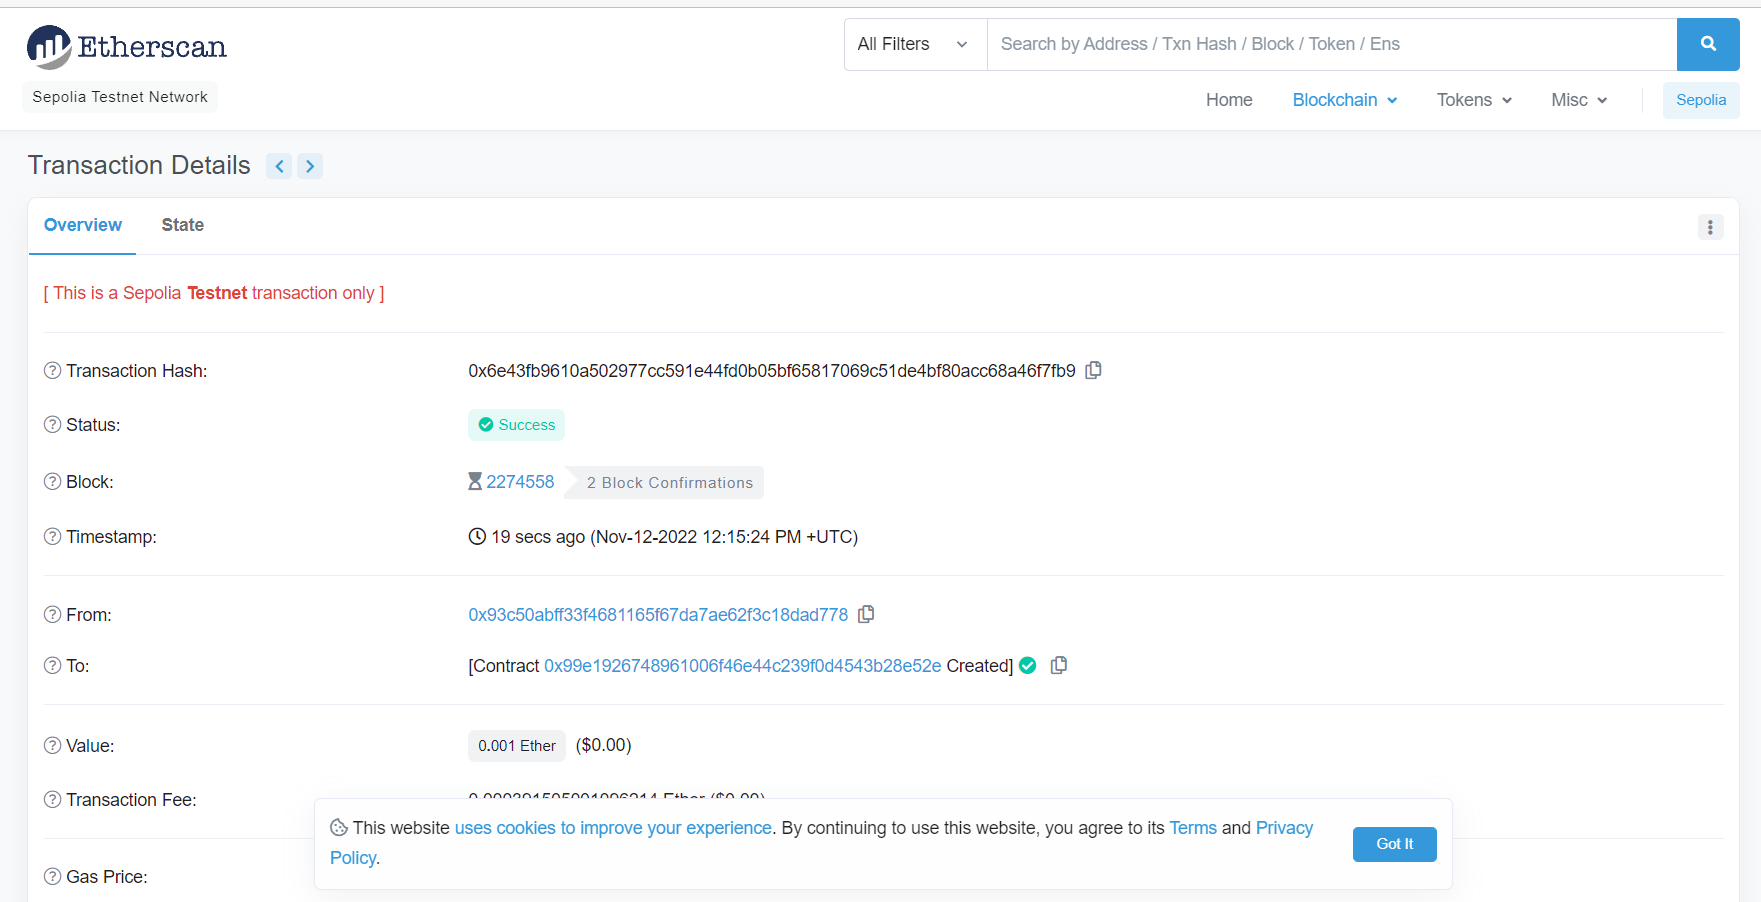 Etherscan
All Filters
Search by Address / Txn Hash / Block / Token / Ens
Sepolia Testnet Network
Home Blockchain Tokens Misc Sepolia
Transaction Details
Overview State
[ This is a Sepolia Testnet transaction only ]
Transaction Hash: 0x6e43fb9610a502977cc591e44fd0b05bf65817069c51de4bf80acc68a46f7fb9
Status: Success
Block: 2274558 2 Block Confirmations
Timestamp: 19 secs ago (Nov-12-2022 12:15:24 PM +UTC)
From: 0x93c50abff33f4681165f67da7ae62f3c18dad778
To: [Contract 0x99e1926748961006f46e44c239f0d4543b28e52e Created]
Value: 0.001 Ether ($0.00)
Transaction Fee: Ether ($0.00)
This website uses cookies to improve your experience. By continuing to use this website, you agree to its Terms and Privacy
Policy.
Got It
Gas Price: